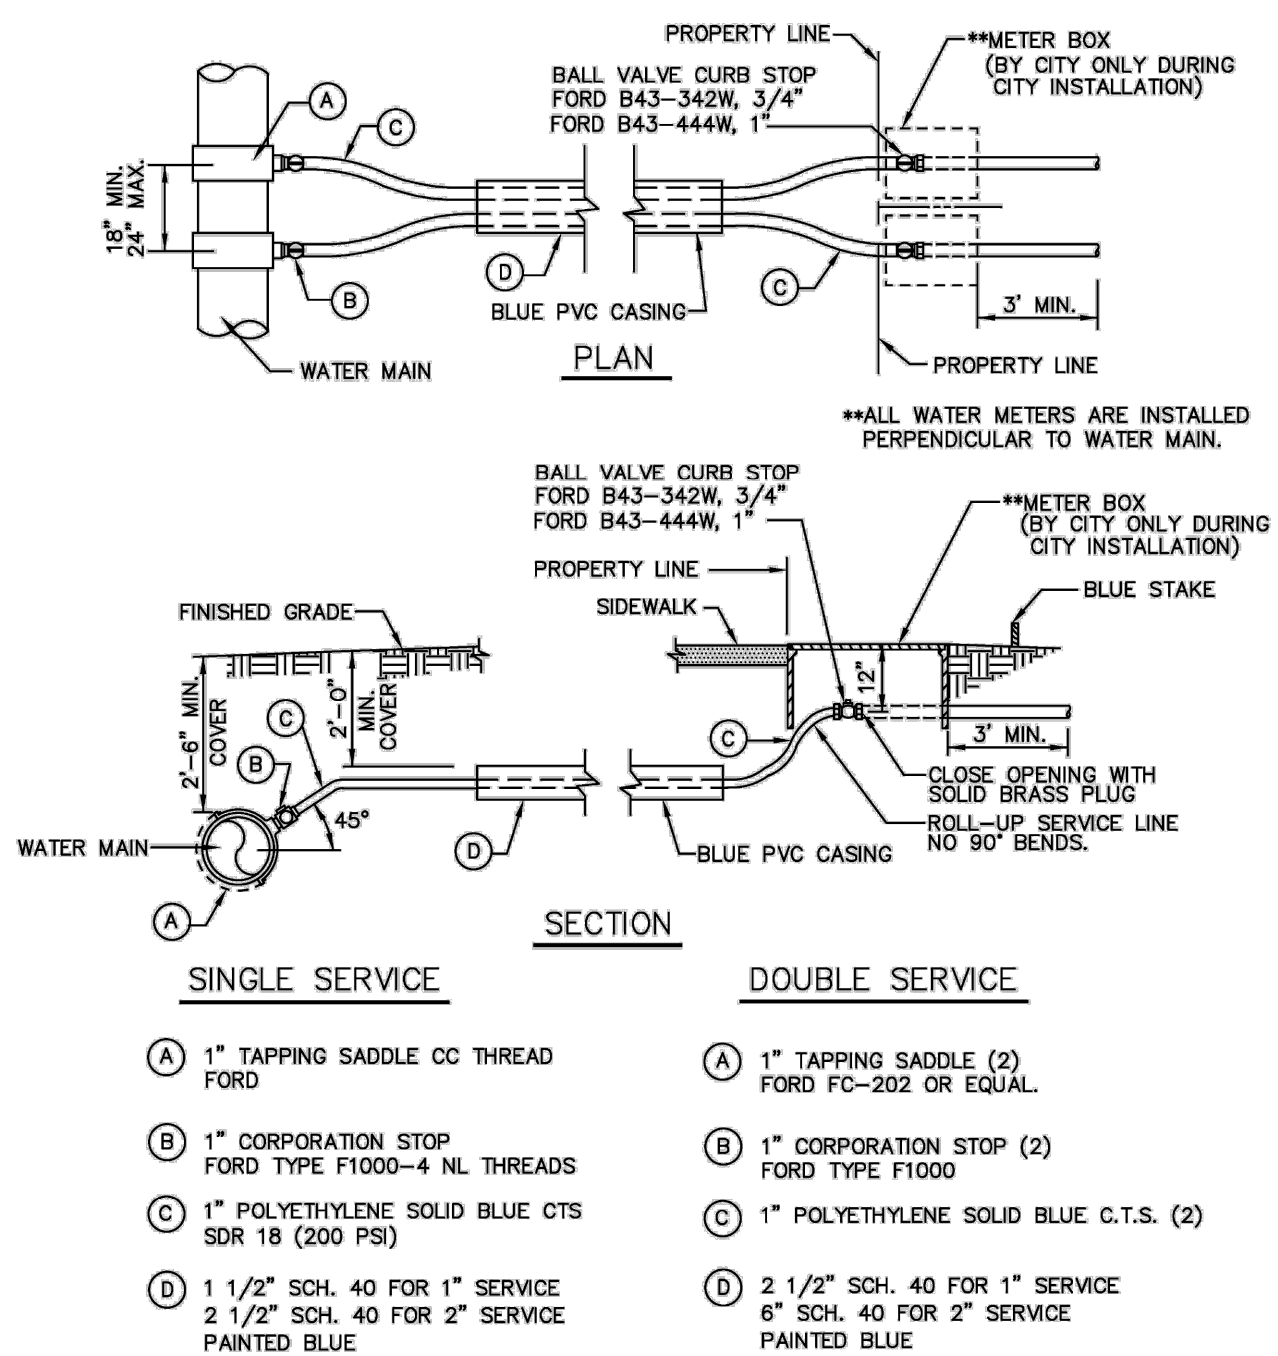 PROPERTY LINE
**METER BOX
(BY CITY ONLY DURING
CITY INSTALLATION)
BALL VALVE CURB STOP
FORD B43-342W, 3/4"
FORD B43-444W, 1"
A
C
18" MIN.
24" MAX.
B
D
C
BLUE PVC CASING
3' MIN.
WATER MAIN
PLAN
PROPERTY LINE
**ALL WATER METERS ARE INSTALLED
PERPENDICULAR TO WATER MAIN.
BALL VALVE CURB STOP
FORD B43-342W, 3/4"
FORD B43-444W, 1"
**METER BOX
(BY CITY ONLY DURING
CITY INSTALLATION)
PROPERTY LINE
BLUE STAKE
FINISHED GRADE
SIDEWALK
2'-6" MIN.
COVER
2'-0"
MIN.
COVER
12"
C
B
C
3' MIN.
45°
CLOSE OPENING WITH
SOLID BRASS PLUG
ROLL-UP SERVICE LINE
NO 90° BENDS.
WATER MAIN
D
BLUE PVC CASING
A
SECTION
SINGLE SERVICE
A 1" TAPPING SADDLE CC THREAD
FORD
B 1" CORPORATION STOP
FORD TYPE F1000-4 NL THREADS
C 1" POLYETHYLENE SOLID BLUE CTS
SDR 18 (200 PSI)
D 1 1/2" SCH. 40 FOR 1" SERVICE
2 1/2" SCH. 40 FOR 2" SERVICE
PAINTED BLUE
DOUBLE SERVICE
A 1" TAPPING SADDLE (2)
FORD FC-202 OR EQUAL.
B 1" CORPORATION STOP (2)
FORD TYPE F1000
C 1" POLYETHYLENE SOLID BLUE C.T.S. (2)
D 2 1/2" SCH. 40 FOR 1" SERVICE
6" SCH. 40 FOR 2" SERVICE
PAINTED BLUE